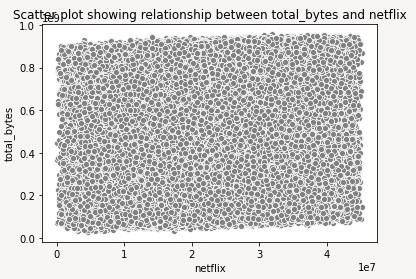 Scatter plot showing relationship between total_bytes and netflix
1e9
1.0
0.8
0.6
0.4
0.2
0.0
total_bytes
0
1
2
3
4
1e7
netflix